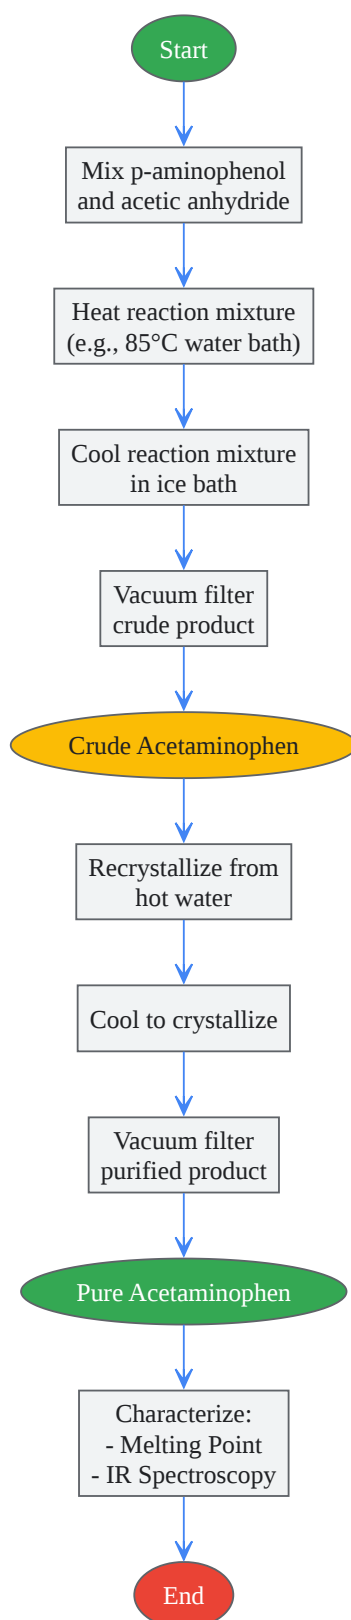 Start
Mix p-aminophenol
and acetic anhydride
Heat reaction mixture
(e.g., 85°C water bath)
Cool reaction mixture
in ice bath
Vacuum filter
crude product
Crude Acetaminophen
Recrystallize from
hot water
Cool to crystallize
Vacuum filter
purified product
Pure Acetaminophen
Characterize:
- Melting Point
- IR Spectroscopy
End